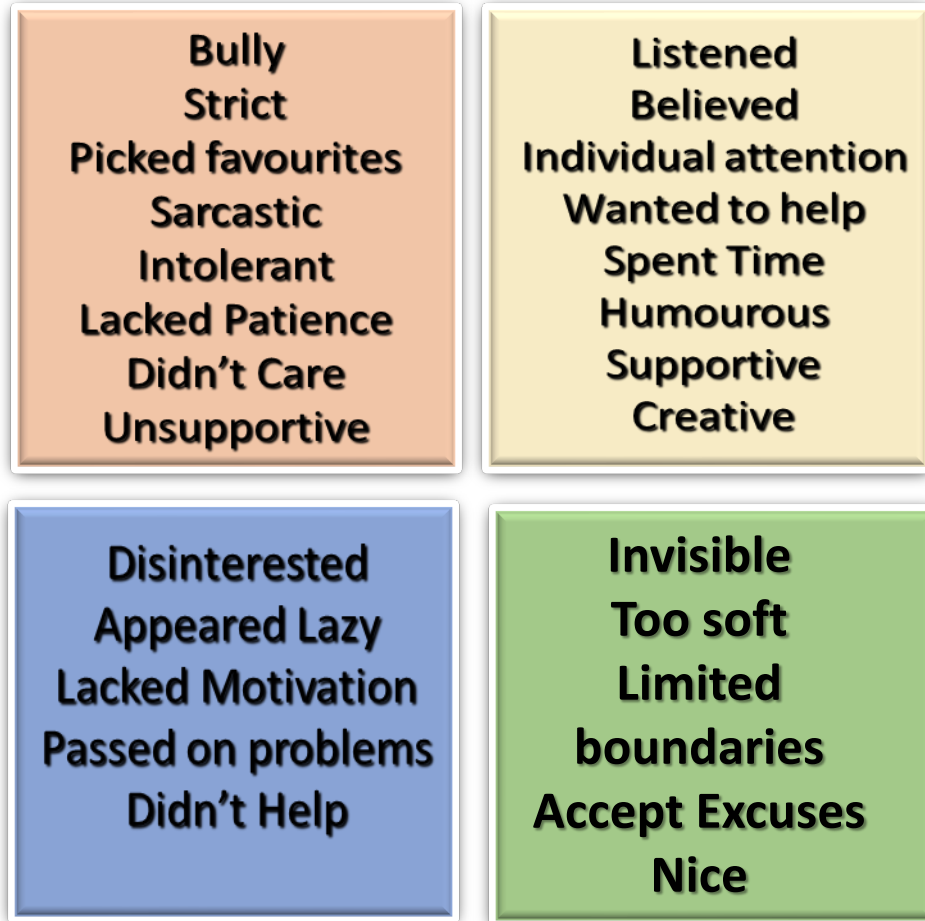 Bully
Strict
Picked favourites
Sarcastic
Intolerant
Lacked Patience
Didn’t Care
Unsupportive
Listened
Believed
Individual attention
Wanted to help
Spent Time
Humourous
Supportive
Creative
Disinterested
Appeared Lazy
Lacked Motivation
Passed on problems
Didn’t Help
Invisible
Too soft
Limited
boundaries
Accept Excuses
Nice